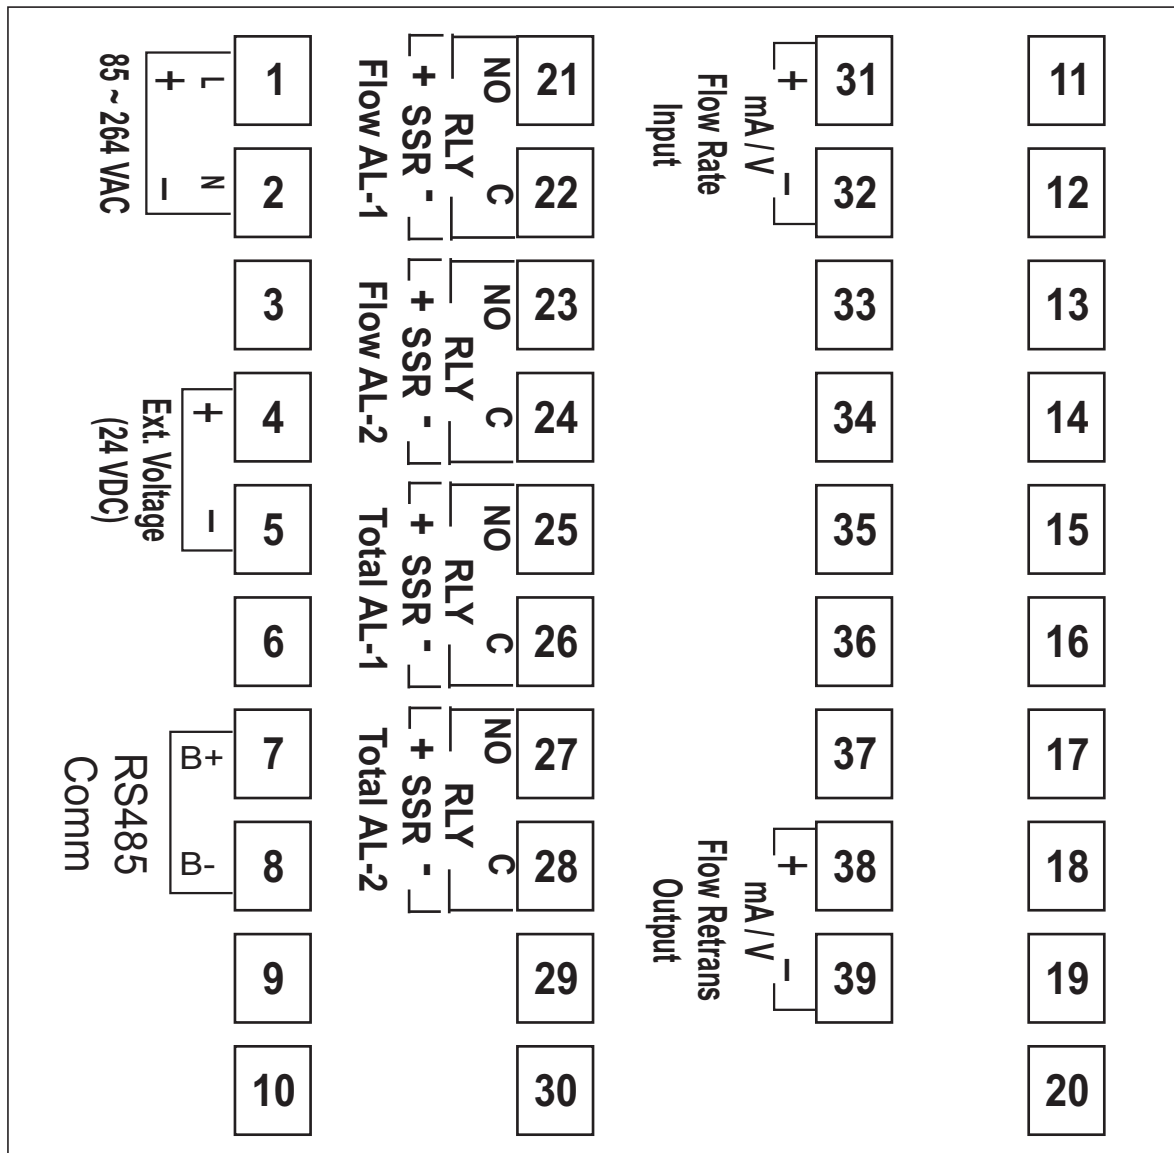 85 ~ 264 VAC
+ −
L N
1
2
3
4
5
6
7
8
9
10
Ext. Voltage
(24 VDC)
+ −
RS485
Comm
B+
B-
Flow AL-1
+ SSR -
RLY
NO C
21
22
Flow AL-2
+ SSR -
RLY
NO C
23
24
Total AL-1
+ SSR -
RLY
NO C
25
26
Total AL-2
+ SSR -
RLY
NO C
27
28
29
30
mA / V
Flow Rate
Input
+ −
31
32
33
34
35
36
37
mA / V
Flow Retrans
Output
+ −
38
39
11
12
13
14
15
16
17
18
19
20